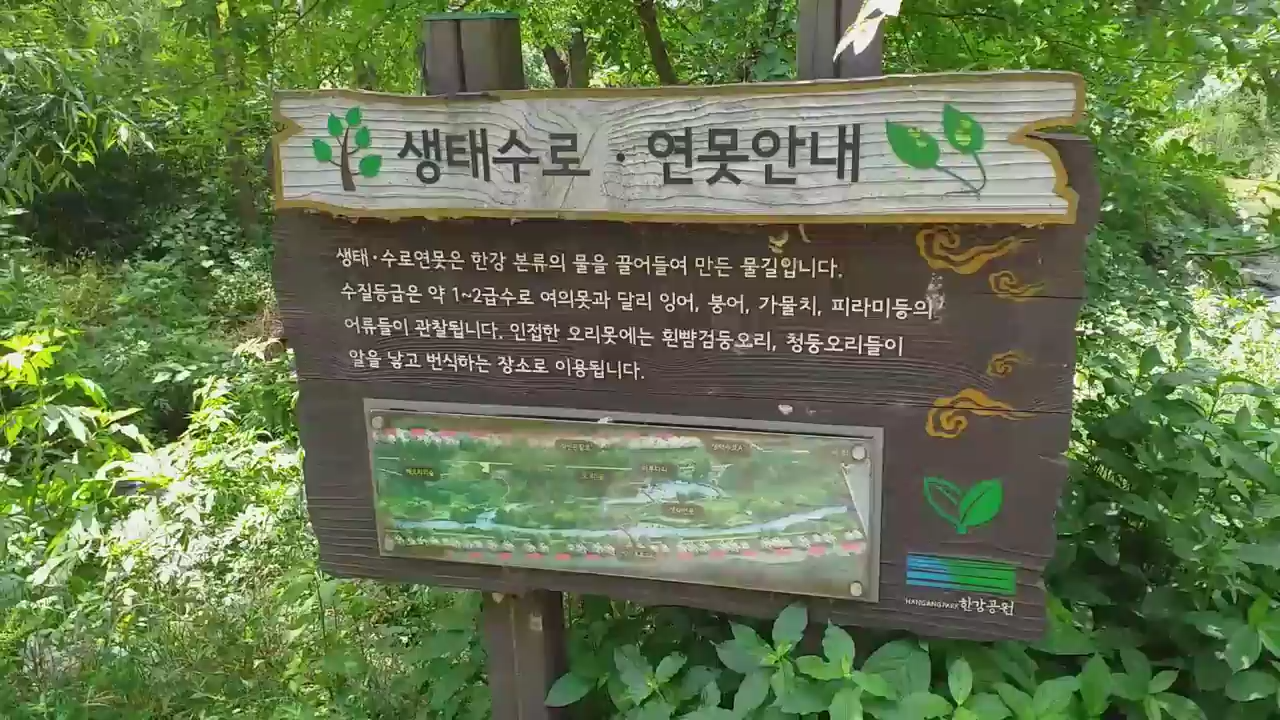 생태수로 · 연못안내
생태·수로연못은 한강 본류의 물을 끌어들여 만든 물길입니다.
수질등급은 약 1~2급수로 여의못과 달리 잉어, 붕어, 가물치, 피라미등의
어류들이 관찰됩니다. 인접한 오리못에는 흰뺨검둥오리, 청둥오리들이
알을 낳고 번식하는 장소로 이용됩니다.
HANGANG PARK 한강공원